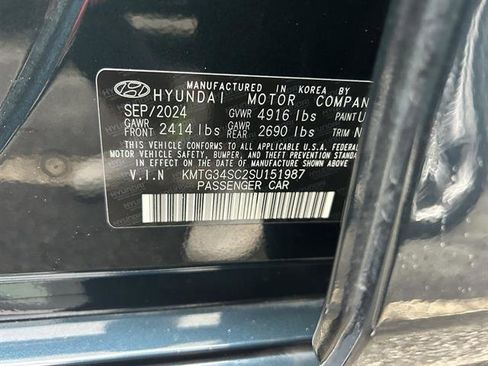 MANUFACTURED IN KOREA BY
HYUNDAI MOTOR COMPAN
SEP/2024 GVWR 4916 lbs PAINT U
GAWR FRONT 2414 lbs GAWR REAR 2690 lbs TRIM N
THIS VEHICLE CONFORMS TO ALL APPLICABLE U.S.A. FEDERAL
MOTOR VEHICLE SAFETY, BUMPER, AND THEFT PREVENTION STANDA
IN EFFECT ON THE DATE OF MANUFACTURE SHOWN ABOVE.
V.I.N KMTG34SC2SU151987
PASSENGER CAR